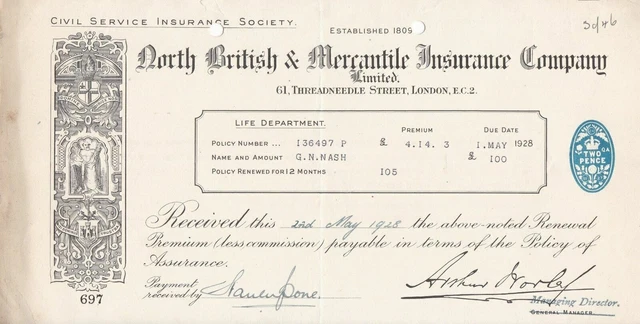 CIVIL SERVICE INSURANCE SOCIETY.
ESTABLISHED 1809
North British & Mercantile Insurance Company
Limited.
61, THREADNEEDLE STREET, LONDON, E.C.2.
LIFE DEPARTMENT.
PREMIUM DUE DATE
POLICY NUMBER ... 136497 P & 4.14. 3 1.MAY 1928
NAME AND AMOUNT G.N.NASH & 100
POLICY RENEWED FOR 12 MONTHS 105
TWO PENCE
Received this 2nd May 1928 the above-noted Renewal
Premium (less commission) payable in terms of the Policy of
Assurance.
Payment
received by
697
Managing Director.
GENERAL MANAGER.